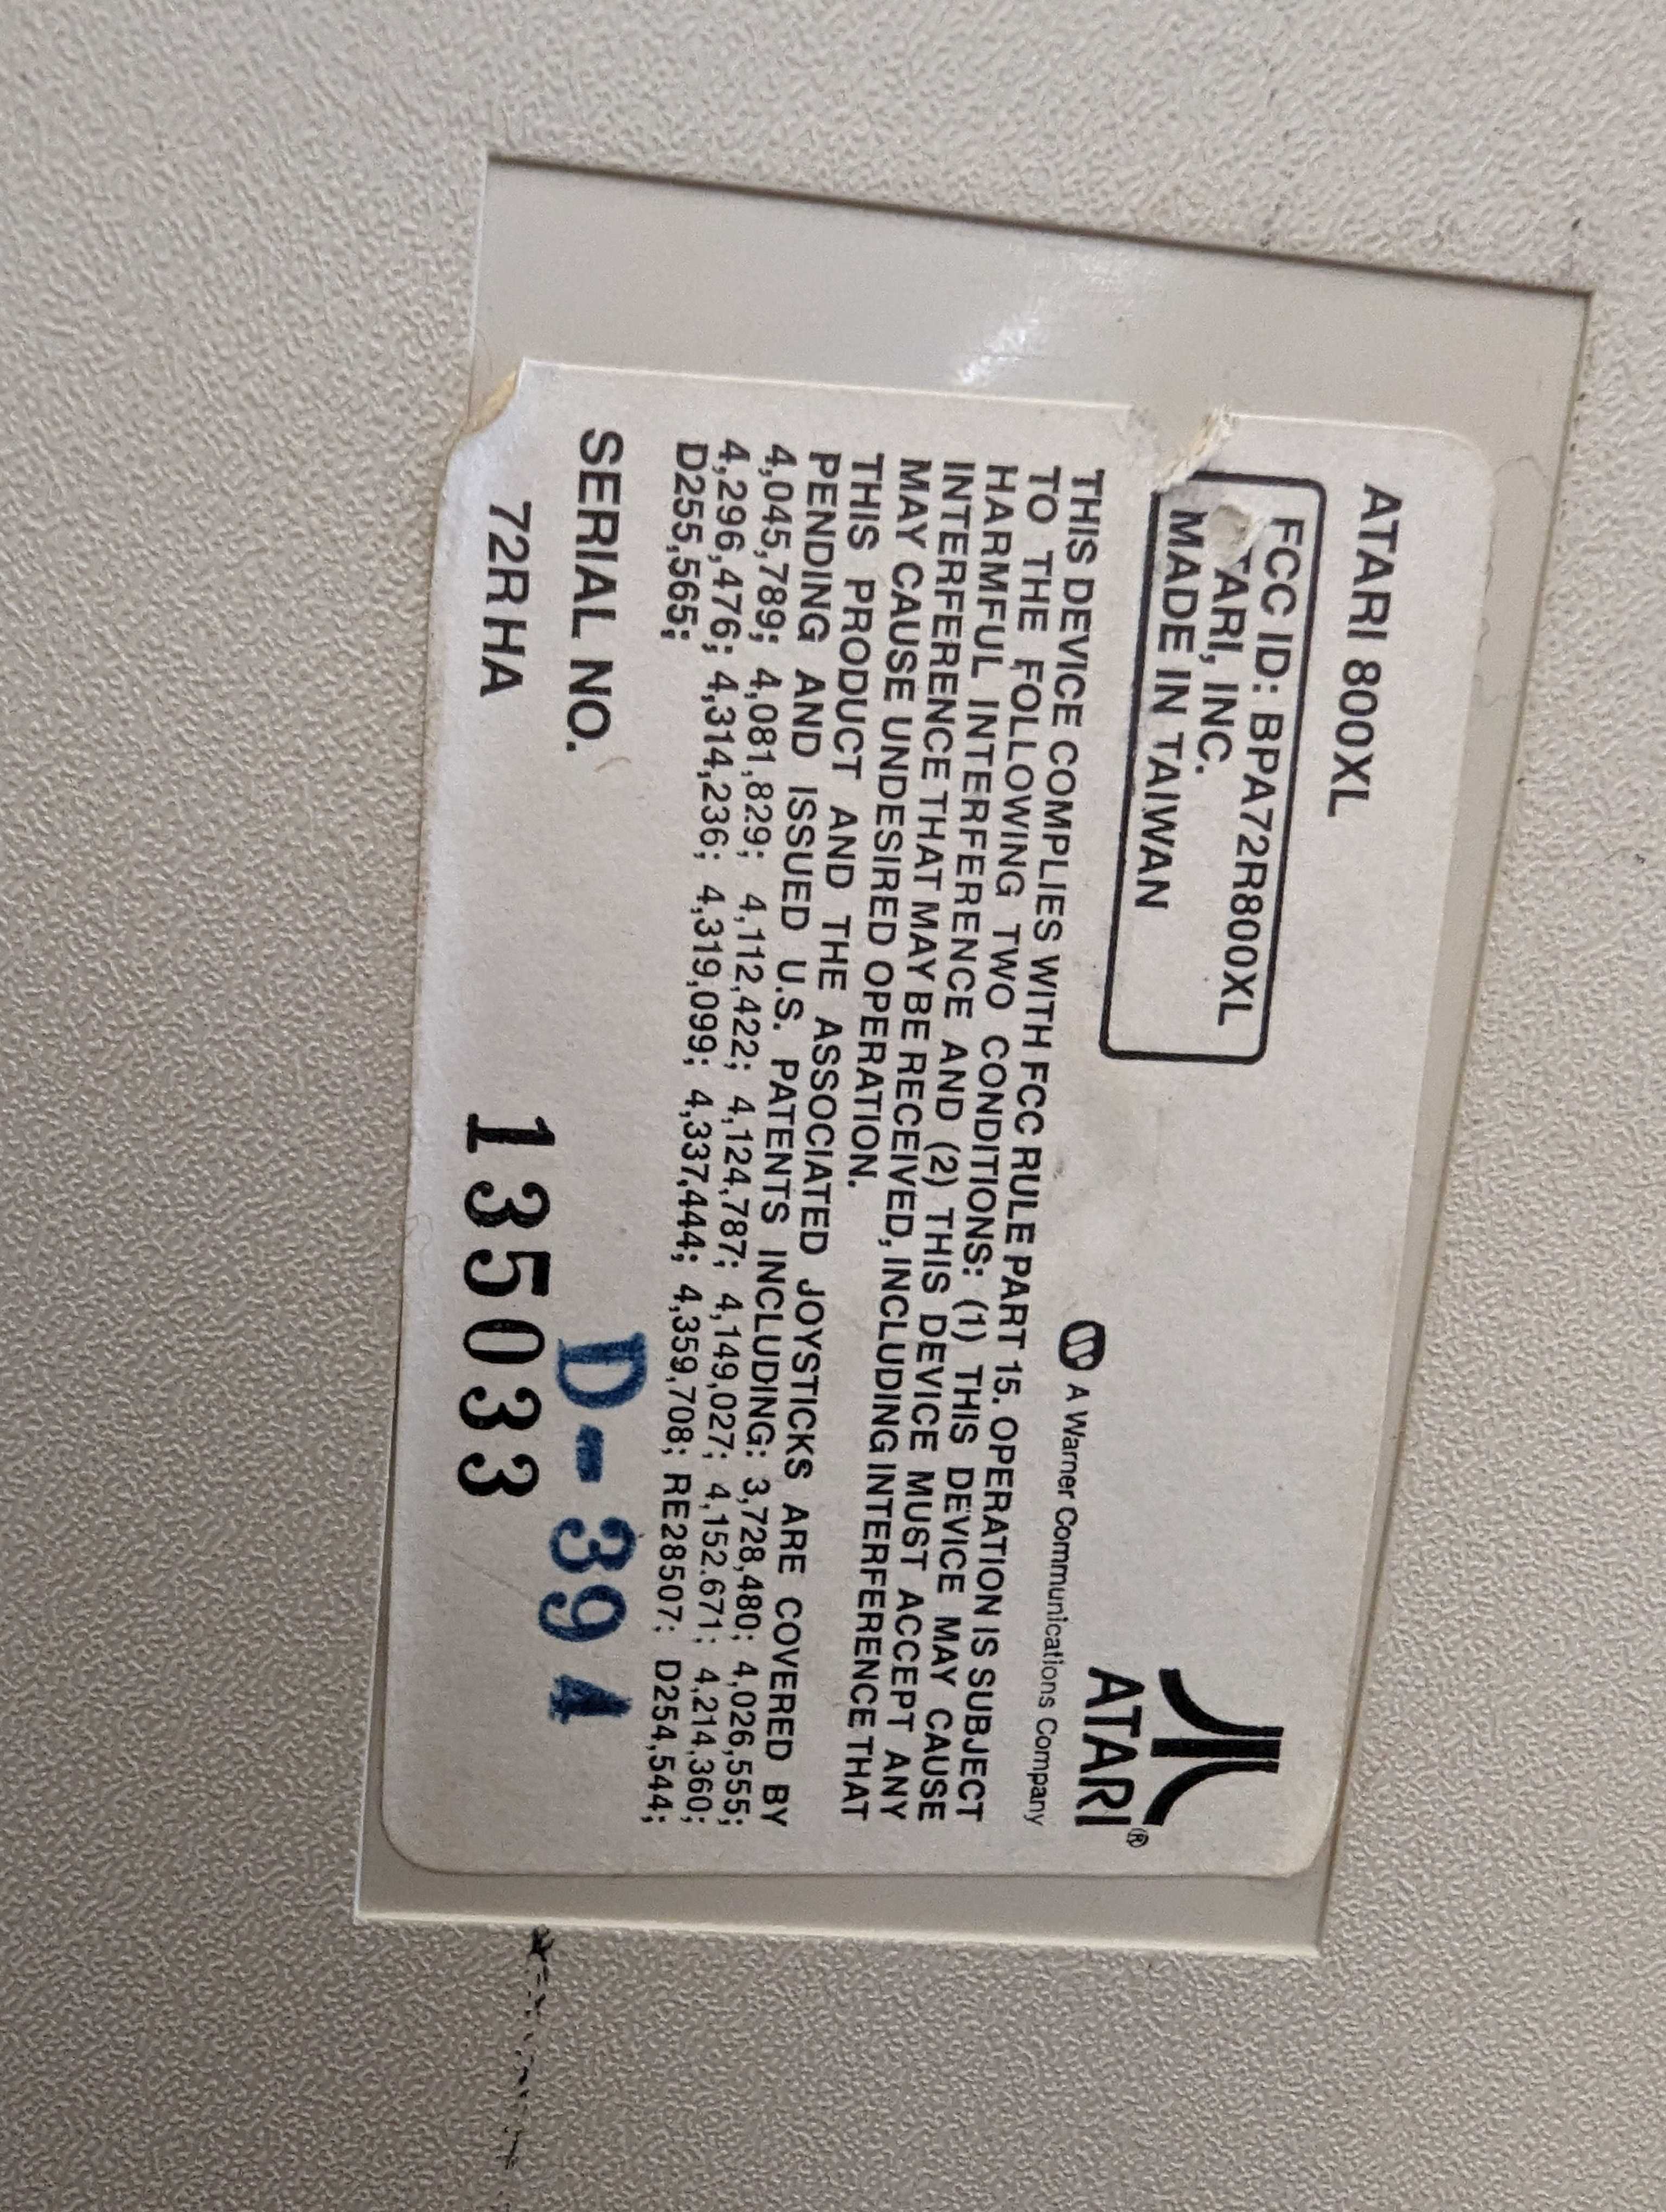 ATARI 800XL
FCC ID: BPA72R800XL
TARI, INC.
MADE IN TAIWAN
ATARI®
W A Warner Communications Company
THIS DEVICE COMPLIES WITH FCC RULE PART 15. OPERATION IS SUBJECT
TO THE FOLLOWING TWO CONDITIONS: (1) THIS DEVICE MAY CAUSE
HARMFUL INTERFERENCE AND (2) THIS DEVICE MUST ACCEPT ANY
INTERFERENCE THAT MAY BE RECEIVED, INCLUDING INTERFERENCE THAT
MAY CAUSE UNDESIRED OPERATION.
THIS PRODUCT AND THE ASSOCIATED JOYSTICKS ARE COVERED BY
PENDING AND ISSUED U.S. PATENTS INCLUDING: 3,728,480; 4,026,555;
4,045,789; 4,081,829; 4,112,422; 4,124,787; 4,149,027; 4,152.671; 4,214,360;
4,296,476; 4,314,236; 4,319,099; 4,337,444; 4,359,708; RE28507; D254,544;
D255,565;
SERIAL NO.
D-394
72RHA 135033